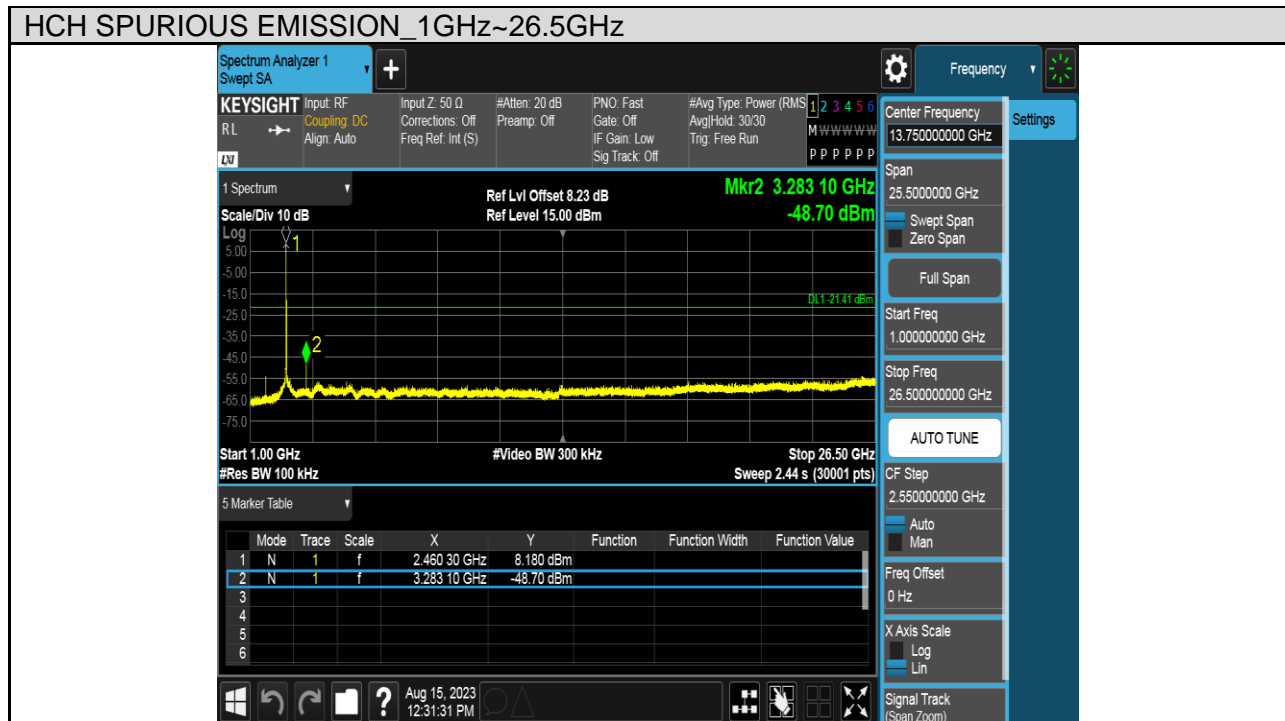 HCH SPURIOUS EMISSION_1GHz~26.5GHz
Spectrum Analyzer 1
Swept SA
+
Frequency
KEYSIGHT
R L
LXI
Input: RF
Coupling: DC
Align: Auto
Input Z: 50 Ω
Corrections: Off
Freq Ref: Int (S)
#Atten: 20 dB
Preamp: Off
PNO: Fast
Gate: Off
IF Gain: Low
Sig Track: Off
#Avg Type: Power (RMS
Avg|Hold: 30/30
Trig: Free Run
1 2 3 4 5 6
M W W W W W
P P P P P P
Center Frequency
13.750000000 GHz
Settings
Span
25.5000000 GHz
Swept Span
Zero Span
Full Span
Start Freq
1.000000000 GHz
Stop Freq
26.500000000 GHz
AUTO TUNE
CF Step
2.550000000 GHz
Auto
Man
Freq Offset
0 Hz
X Axis Scale
Log
Lin
Signal Track
(Span Zoom)
1 Spectrum
Ref Lvl Offset 8.23 dB
Mkr2 3.283 10 GHz
Scale/Div 10 dB
Ref Level 15.00 dBm
-48.70 dBm
Log
1
5.00
-5.00
-15.0
DL1 -21.41 dBm
-25.0
-35.0
2
-45.0
-55.0
-65.0
-75.0
Start 1.00 GHz
#Video BW 300 kHz
Stop 26.50 GHz
#Res BW 100 kHz
Sweep 2.44 s (30001 pts)
5 Marker Table
Mode Trace Scale X Y Function Function Width Function Value
1 N 1 f 2.460 30 GHz 8.180 dBm
2 N 1 f 3.283 10 GHz -48.70 dBm
3
4
5
6
?
Aug 15, 2023
12:31:31 PM